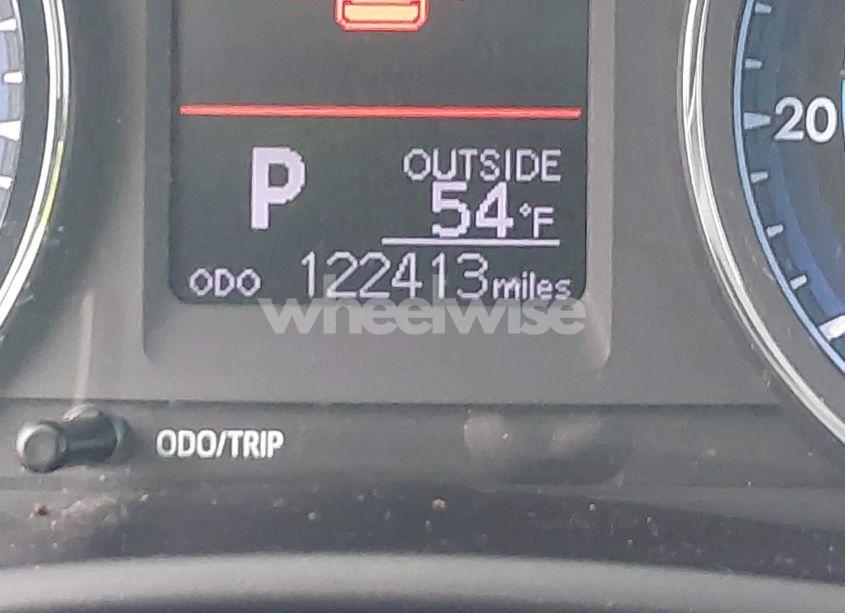 P
OUTSIDE
54°F
ODO 122413 miles
wheelwise
ODO/TRIP
20